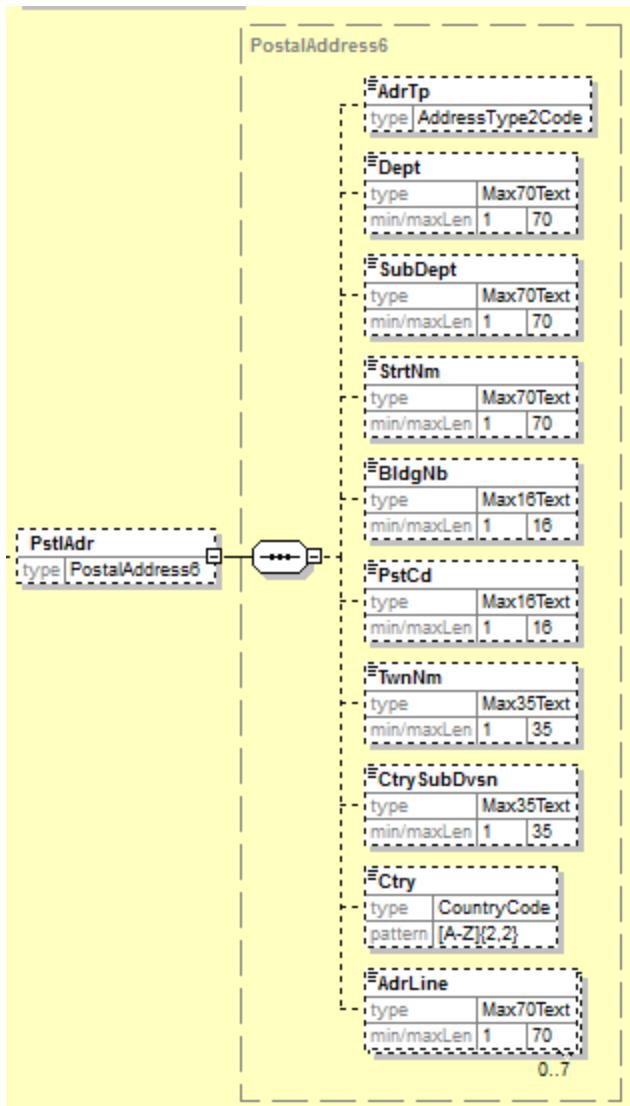 PostalAddress6
AdrTp
type AddressType2Code
Dept
type Max70Text
min/maxLen 1 70
SubDept
type Max70Text
min/maxLen 1 70
StrtNm
type Max70Text
min/maxLen 1 70
BldgNb
type Max16Text
min/maxLen 1 16
PstlAdr
type PostalAddress6
PstCd
type Max16Text
min/maxLen 1 16
TwnNm
type Max35Text
min/maxLen 1 35
CtrySubDvsn
type Max35Text
min/maxLen 1 35
Ctry
type CountryCode
pattern [A-Z]{2,2}
AdrLine
type Max70Text
min/maxLen 1 70
0..7